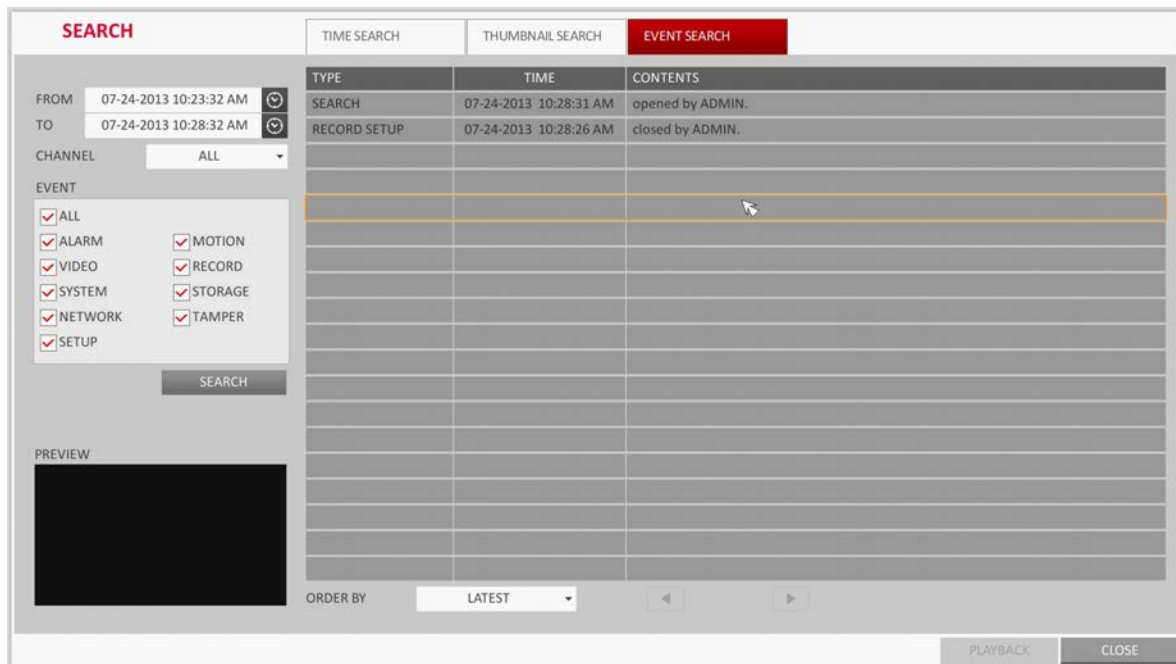 SEARCH
TIME SEARCH THUMBNAIL SEARCH EVENT SEARCH
FROM 07-24-2013 10:23:32 AM
TO 07-24-2013 10:28:32 AM
CHANNEL ALL
EVENT
ALL
ALARM MOTION
VIDEO RECORD
SYSTEM STORAGE
NETWORK TAMPER
SETUP
SEARCH
PREVIEW
TYPE TIME CONTENTS
SEARCH 07-24-2013 10:28:31 AM opened by ADMIN.
RECORD SETUP 07-24-2013 10:28:26 AM closed by ADMIN.
ORDER BY LATEST
PLAYBACK CLOSE